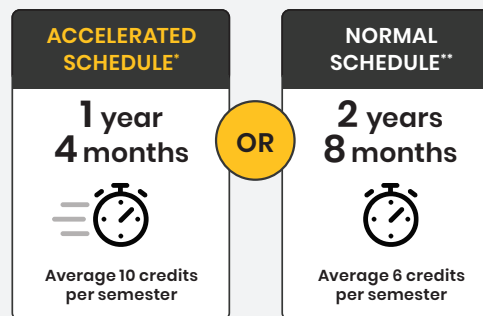 ACCELERATED
SCHEDULE*
1 year
4 months
Average 10 credits
per semester
OR
NORMAL
SCHEDULE**
2 years
8 months
Average 6 credits
per semester